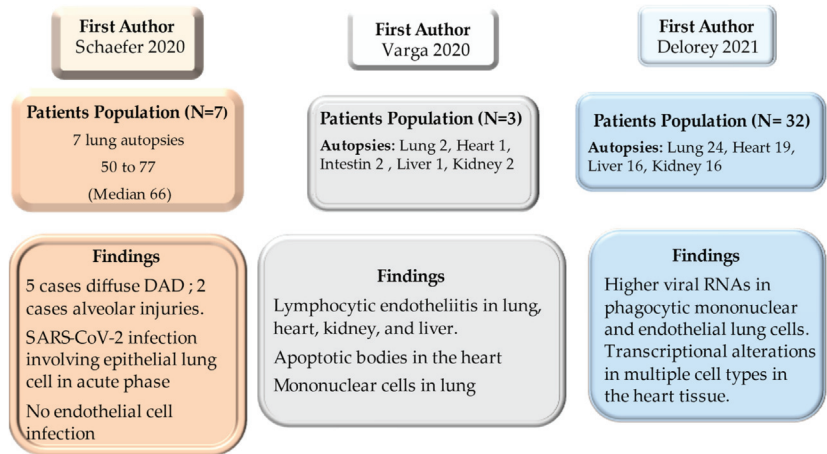 First Author
Schaefer 2020
Patients Population (N=7)
7 lung autopsies
50 to 77
(Median 66)
Findings
5 cases diffuse DAD ; 2
cases alveolar injuries.
SARS-CoV-2 infection
involving epithelial lung
cell in acute phase
No endothelial cell
infection
First Author
Varga 2020
Patients Population (N=3)
Autopsies: Lung 2, Heart 1,
Intestin 2 , Liver 1, Kidney 2
Findings
Lymphocytic endotheliitis in lung,
heart, kidney, and liver.
Apoptotic bodies in the heart
Mononuclear cells in lung
First Author
Delorey 2021
Patients Population (N= 32)
Autopsies: Lung 24, Heart 19,
Liver 16, Kidney 16
Findings
Higher viral RNAs in
phagocytic mononuclear
and endothelial lung cells.
Transcriptional alterations
in multiple cell types in
the heart tissue.